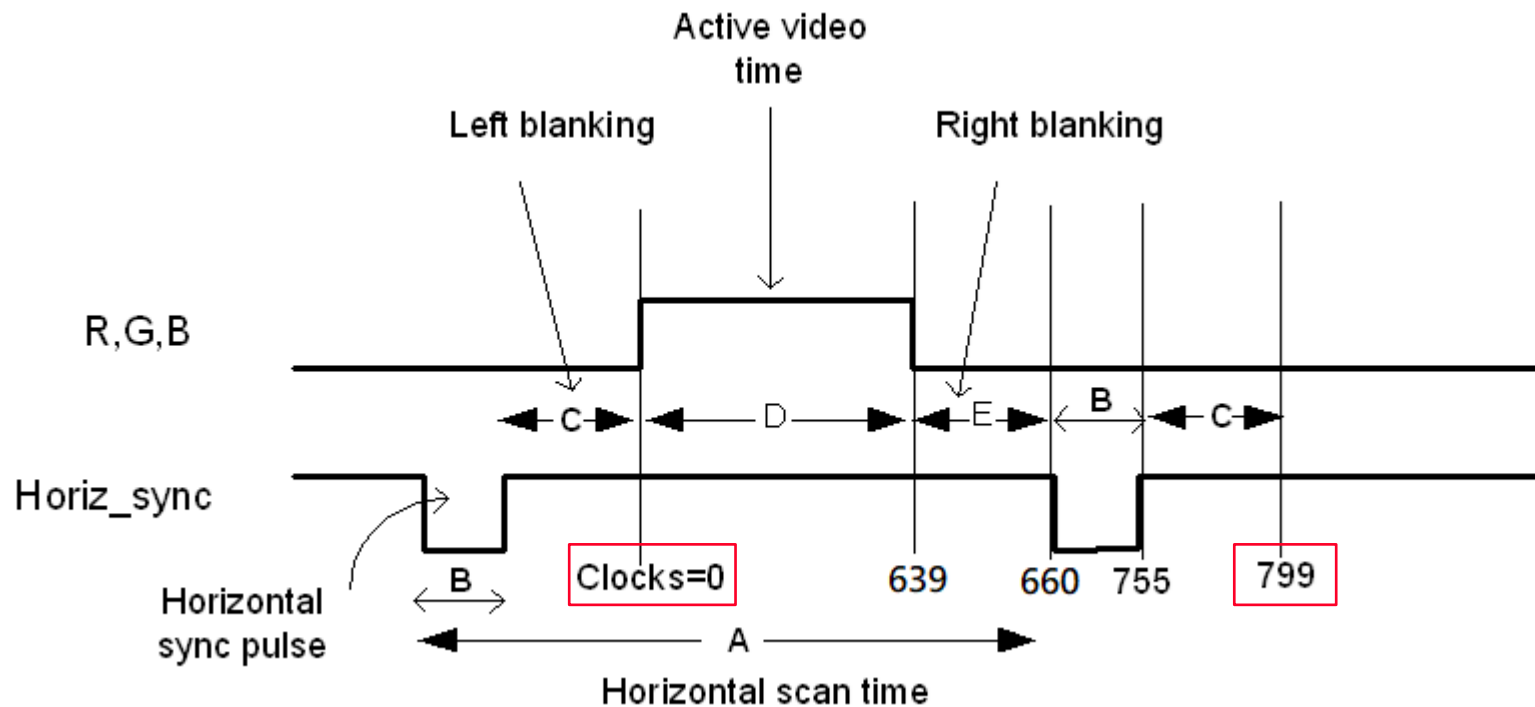 Active video
time
Left blanking
Right blanking
R,G,B
C
D
E
B
C
Horiz_sync
Clocks=0
639
660
755
799
B
Horizontal
sync pulse
A
Horizontal scan time